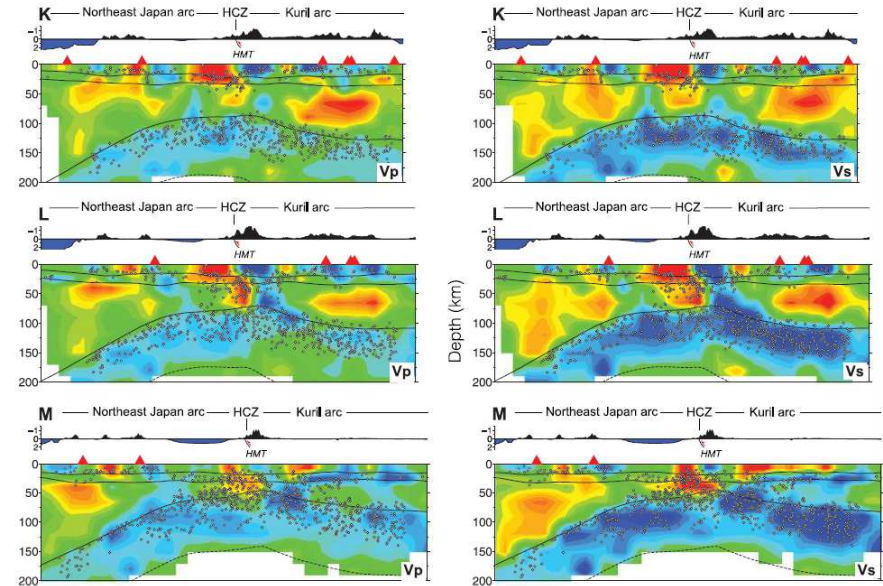 K Northeast Japan arc HCZ Kuril arc
-1
0
2
HMT
0
50
100
150
200
Vp
K Northeast Japan arc HCZ Kuril arc
-1
0
2
HMT
0
50
100
150
200
Vs
L Northeast Japan arc HCZ Kuril arc
-1
0
2
HMT
0
50
100
150
200
Vp
L Northeast Japan arc HCZ Kuril arc
-1
0
2
HMT
Depth (km)
0
50
100
150
200
Vs
M Northeast Japan arc HCZ Kuril arc
-1
0
2
HMT
0
50
100
150
200
Vp
M Northeast Japan arc HCZ Kuril arc
-1
0
2
HMT
0
50
100
150
200
Vs